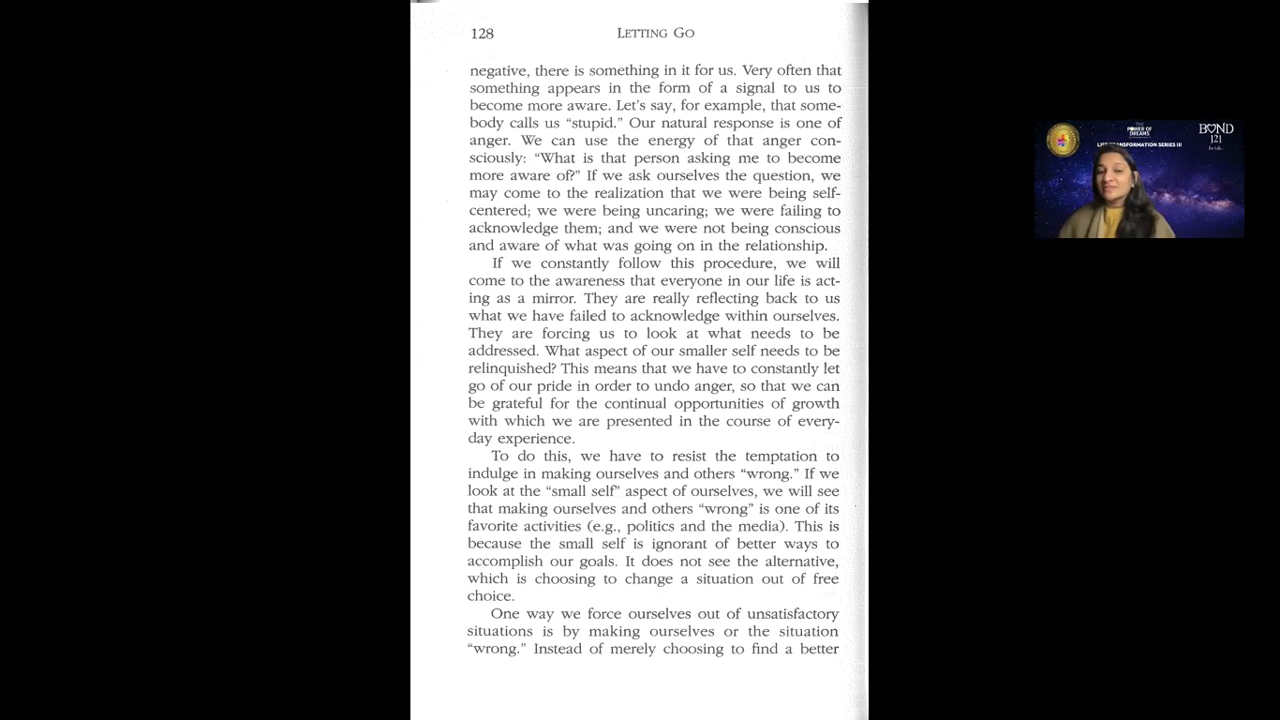 128
LETTING GO
negative, there is something in it for us. Very often that
something appears in the form of a signal to us to
become more aware. Let's say, for example, that some-
body calls us “stupid.” Our natural response is one of
anger. We can use the energy of that anger con-
sciously: “What is that person asking me to become
more aware of?” If we ask ourselves the question, we
may come to the realization that we were being self-
centered; we were being uncaring; we were failing to
acknowledge them; and we were not being conscious
and aware of what was going on in the relationship.
If we constantly follow this procedure, we will
come to the awareness that everyone in our life is act-
ing as a mirror. They are really reflecting back to us
what we have failed to acknowledge within ourselves.
They are forcing us to look at what needs to be
addressed. What aspect of our smaller self needs to be
relinquished? This means that we have to constantly let
go of our pride in order to undo anger, so that we can
be grateful for the continual opportunities of growth
with which we are presented in the course of every-
day experience.
To do this, we have to resist the temptation to
indulge in making ourselves and others “wrong.” If we
look at the “small self” aspect of ourselves, we will see
that making ourselves and others “wrong” is one of its
favorite activities (e.g., politics and the media). This is
because the small self is ignorant of better ways to
accomplish our goals. It does not see the alternative,
which is choosing to change a situation out of free
choice.
One way we force ourselves out of unsatisfactory
situations is by making ourselves or the situation
“wrong.” Instead of merely choosing to find a better
THE
POWER OF
DREAMS
BOND
121
LIFE TRANSFORMATION SERIES III